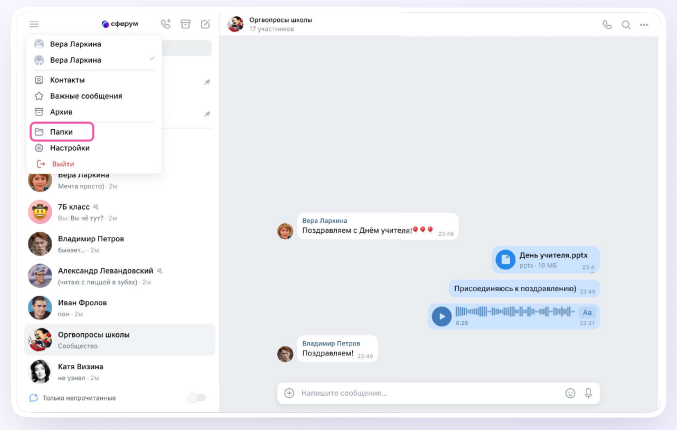 сферум
Вера Ларкина
Вера Ларкина
Контакты
Важные сообщения
Архив
Папки
Настройки
Выйти
Вера Ларкина
Мечта просто) · 2м
7Б класс
Вы: Вы чё тут? · 2м
Владимир Петров
бывает... · 2м
Александр Левандовский
(читаю с пиццей в зубах) · 2м
Иван Фролов
пон · 2м
Оргвопросы школы
Сообщество
Катя Визина
не узнал · 2м
Только непрочитанные
Оргвопросы школы
17 участников
Вера Ларкина
Поздравляем с Днём учителя!🎈🎈🎈 23:49
День учителя.pptx
pptx · 19 МБ 23:4
Присоединяюсь к поздравлению) 23:49
Aa
0:28 03:21
Владимир Петров
Поздравляем! 23:49
Напишите сообщение...